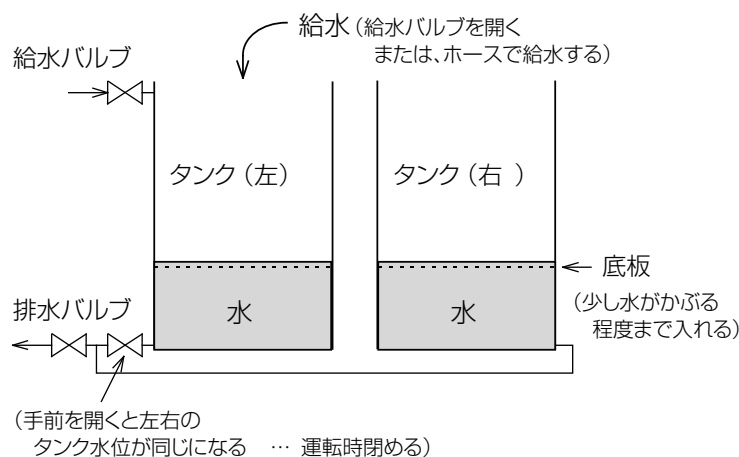 給水（給水バルブを開く
または、ホースで給水する）
給水バルブ
タンク（左）
タンク（右 ）
底板
（少し水がかぶる
程度まで入れる）
水
水
排水バルブ
（手前を開くと左右の
タンク水位が同じになる … 運転時閉める）